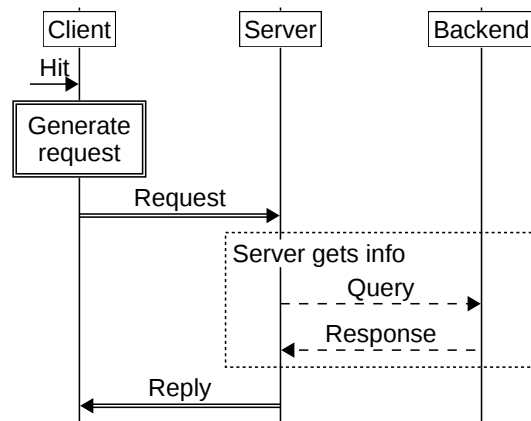 Client
Server
Backend
Hit
Generate
request
Request
Server gets info
Query
Response
Reply